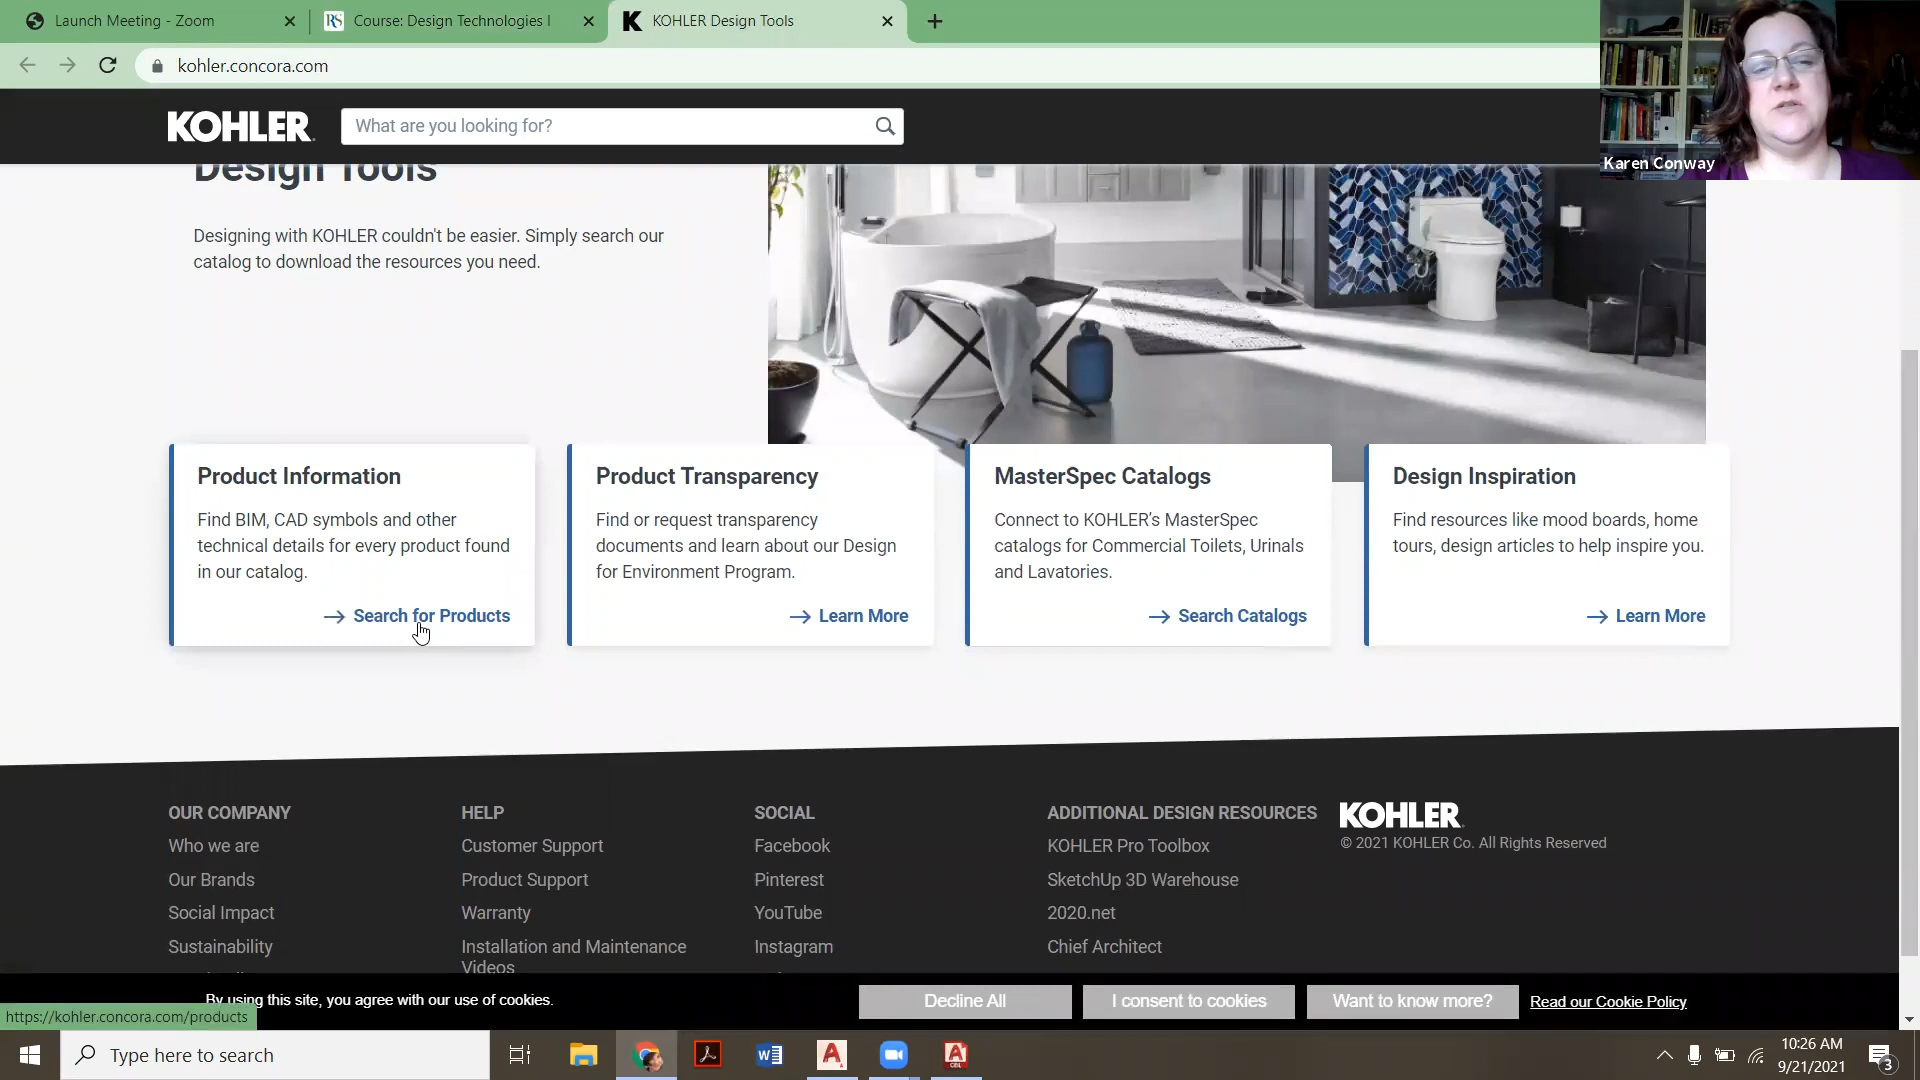 Launch Meeting - Zoom
RS Course: Design Technologies I
K KOHLER Design Tools
kohler.concora.com
KOHLER
What are you looking for?
Karen Conway
Design Tools
Designing with KOHLER couldn't be easier. Simply search our
catalog to download the resources you need.
Product Information
Find BIM, CAD symbols and other
technical details for every product found
in our catalog.
Search for Products
Product Transparency
Find or request transparency
documents and learn about our Design
for Environment Program.
Learn More
MasterSpec Catalogs
Connect to KOHLER's MasterSpec
catalogs for Commercial Toilets, Urinals
and Lavatories.
Search Catalogs
Design Inspiration
Find resources like mood boards, home
tours, design articles to help inspire you.
Learn More
OUR COMPANY
Who we are
Our Brands
Social Impact
Sustainability
HELP
Customer Support
Product Support
Warranty
Installation and Maintenance
Videos
SOCIAL
Facebook
Pinterest
YouTube
Instagram
ADDITIONAL DESIGN RESOURCES
KOHLER Pro Toolbox
SketchUp 3D Warehouse
2020.net
Chief Architect
KOHLER
© 2021 KOHLER Co. All Rights Reserved
By using this site, you agree with our use of cookies.
Decline All
I consent to cookies
Want to know more?
Read our Cookie Policy
https://kohler.concora.com/products
Type here to search
10:26 AM
9/21/2021
3